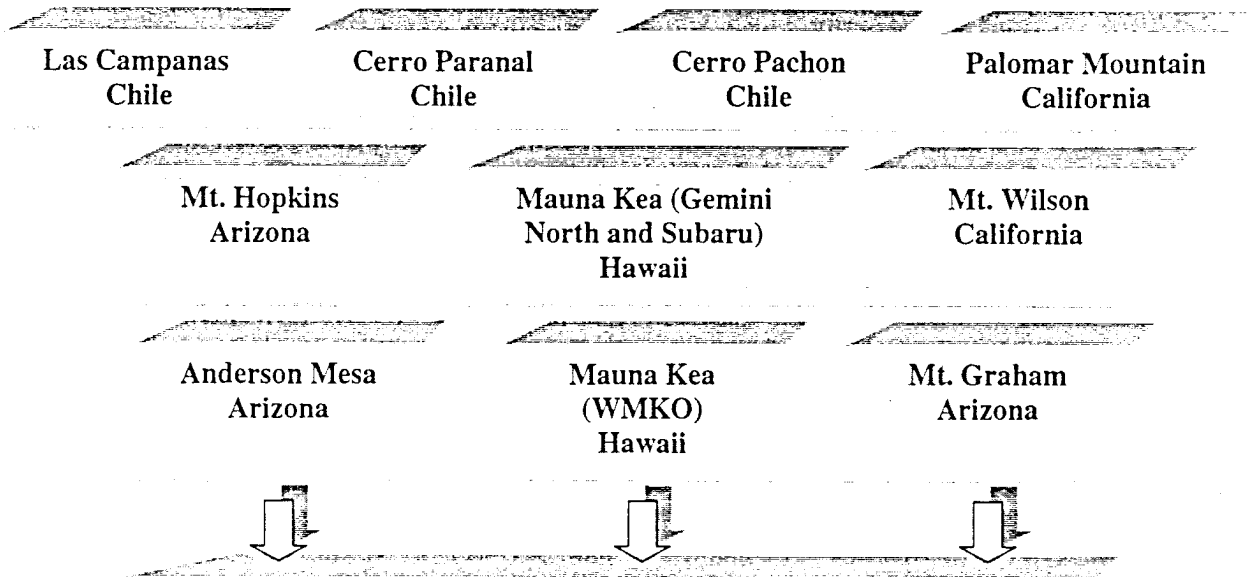 Las Campanas
Chile
Cerro Paranal
Chile
Cerro Pachon
Chile
Palomar Mountain
California
Mt. Hopkins
Arizona
Mauna Kea (Gemini
North and Subaru)
Hawaii
Mt. Wilson
California
Anderson Mesa
Arizona
Mauna Kea
(WMKO)
Hawaii
Mt. Graham
Arizona